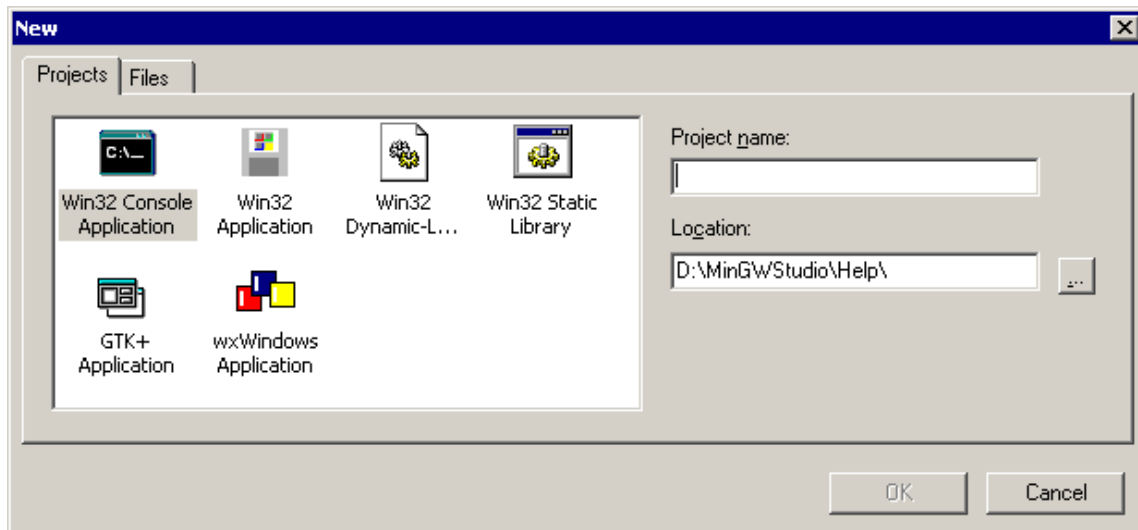 New
Projects
Files
C:\_
Win32 Console
Application
Win32
Application
Win32
Dynamic-L...
Win32 Static
Library
GTK+
Application
wxWindows
Application
Project name:
Location:
D:\MinGWStudio\Help\
...
OK
Cancel